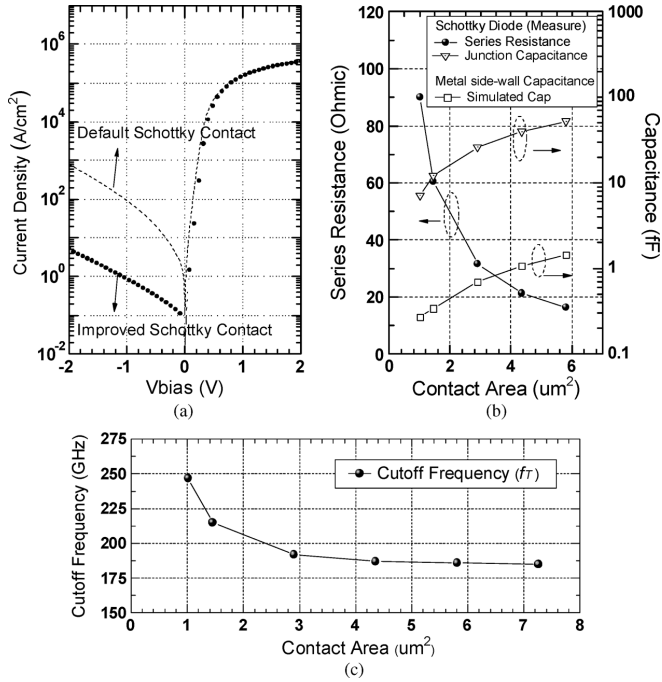 10^6
10^4
10^2
10^0
10^-2
Current Density (A/cm^2)
Default Schottky Contact
Improved Schottky Contact
-2 -1 0 1 2
Vbias (V)
(a)
120
100
80
60
40
20
0
Series Resistance (Ohmic)
Schottky Diode (Measure)
Series Resistance
Junction Capacitance
Metal side-wall Capacitance
Simulated Cap
1000
100
10
1
0.1
Capacitance (fF)
0 2 4 6 8
Contact Area (um^2)
(b)
275
250
225
200
175
150
Cutoff Frequency (GHz)
Cutoff Frequency (fT)
0 1 2 3 4 5 6 7 8
Contact Area (um^2)
(c)